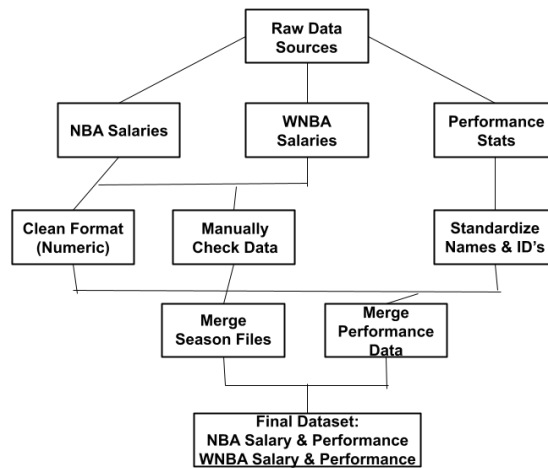 Raw Data
Sources
NBA Salaries
WNBA
Salaries
Performance
Stats
Clean Format
(Numeric)
Manually
Check Data
Standardize
Names & ID's
Merge
Season Files
Merge
Performance
Data
Final Dataset:
NBA Salary & Performance
WNBA Salary & Performance